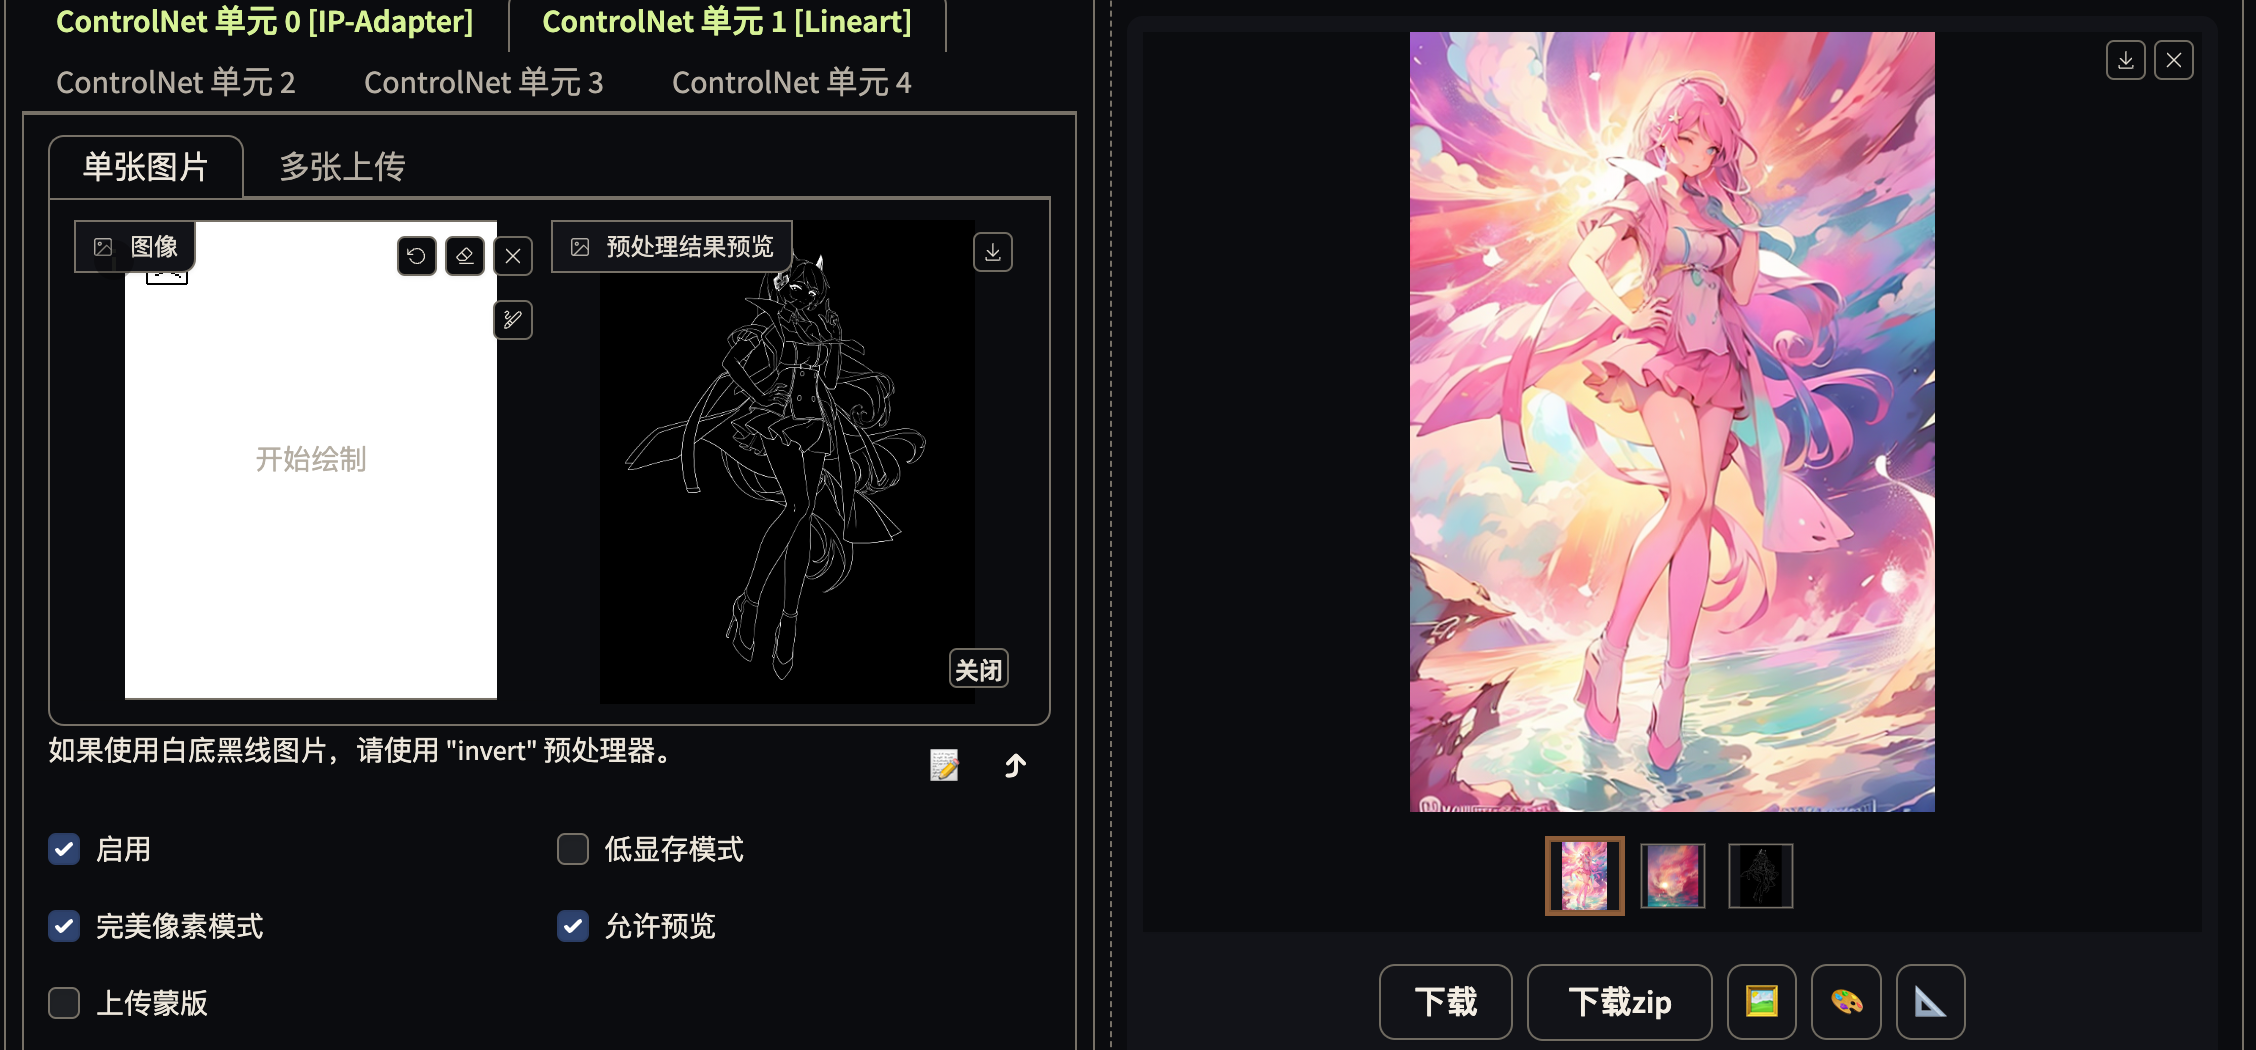 ControlNet 单元 0 [IP-Adapter]
ControlNet 单元 1 [Lineart]
ControlNet 单元 2
ControlNet 单元 3
ControlNet 单元 4
单张图片
多张上传
图像
预处理结果预览
开始绘制
关闭
如果使用白底黑线图片，请使用 "invert" 预处理器。
启用
低显存模式
完美像素模式
允许预览
上传蒙版
下载
下载zip